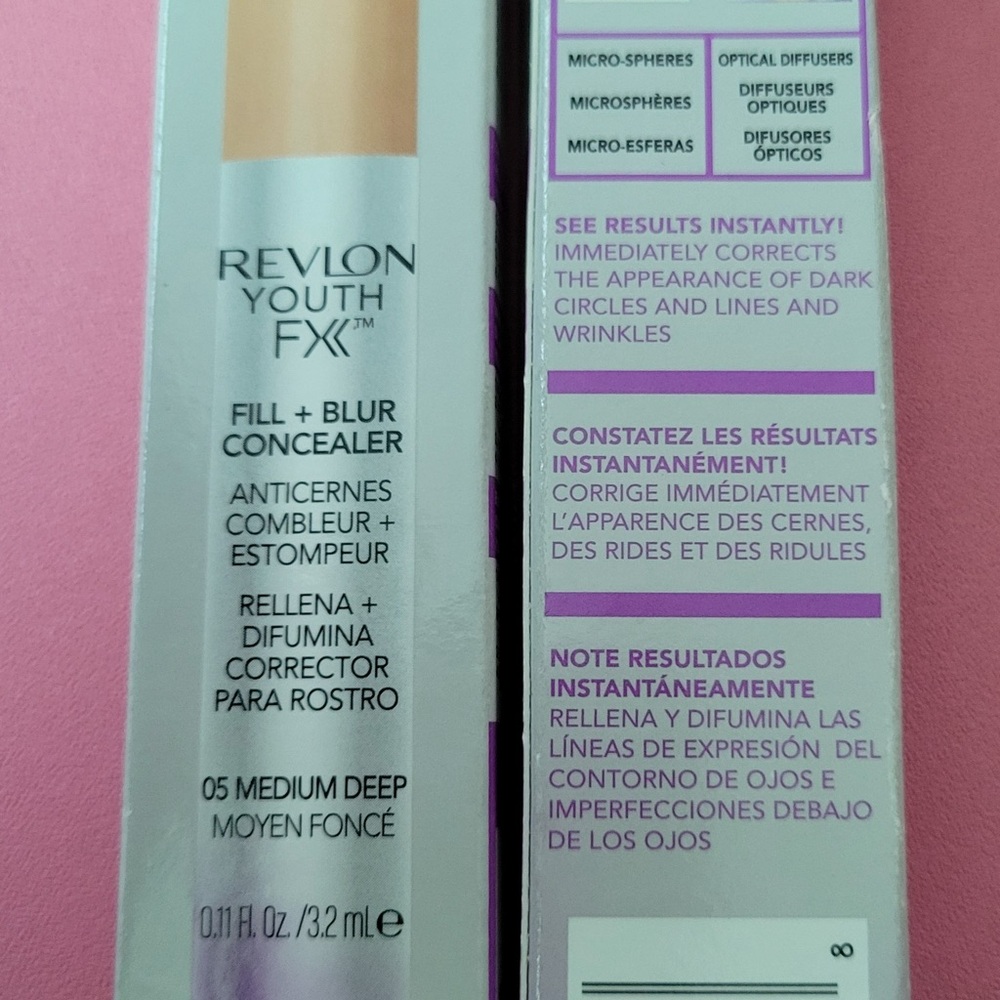 REVLON
YOUTH
FX™
FILL + BLUR
CONCEALER
ANTICERNES
COMBLEUR +
ESTOMPEUR
RELLENA +
DIFUMINA
CORRECTOR
PARA ROSTRO
05 MEDIUM DEEP
MOYEN FONCÉ
0.11 Fl. Oz. /3.2 mL e
MICRO-SPHERES
MICROSPHÈRES
MICRO-ESFERAS
OPTICAL DIFFUSERS
DIFFUSEURS
OPTIQUES
DIFUSORES
ÓPTICOS
SEE RESULTS INSTANTLY!
IMMEDIATELY CORRECTS
THE APPEARANCE OF DARK
CIRCLES AND LINES AND
WRINKLES
CONSTATEZ LES RÉSULTATS
INSTANTANÉMENT!
CORRIGE IMMÉDIATEMENT
L'APPARENCE DES CERNES,
DES RIDES ET DES RIDULES
NOTE RESULTADOS
INSTANTÁNEAMENTE
RELLENA Y DIFUMINA LAS
LÍNEAS DE EXPRESIÓN DEL
CONTORNO DE OJOS E
IMPERFECCIONES DEBAJO
DE LOS OJOS
8